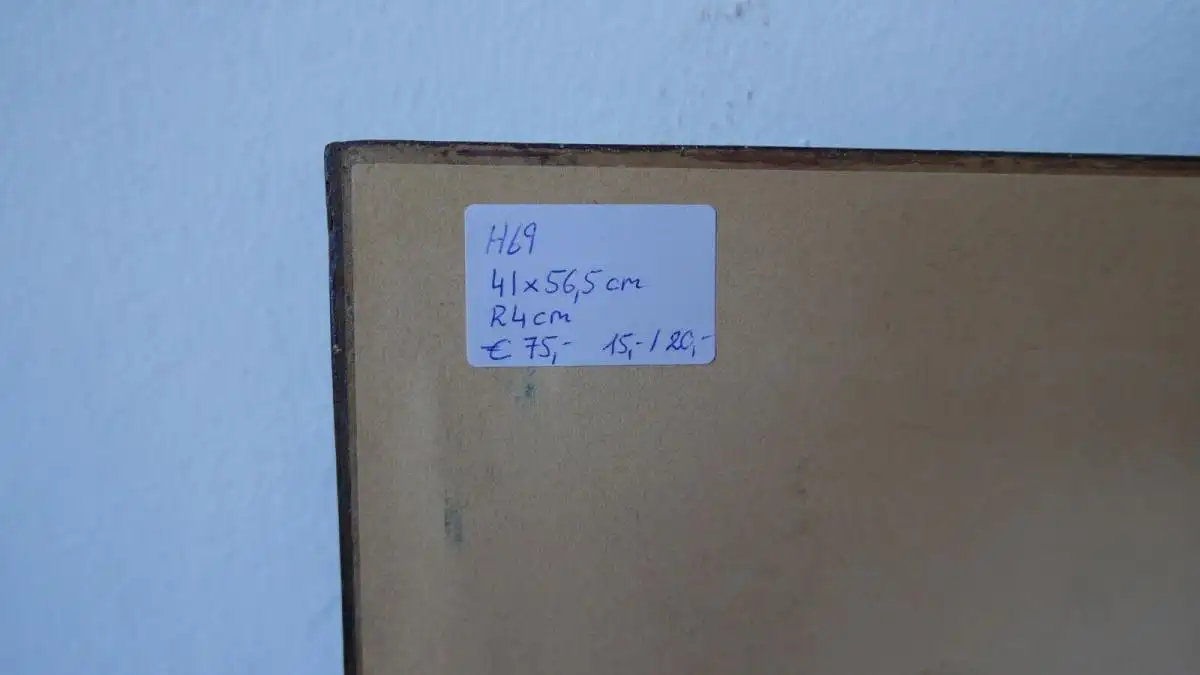 H69
41x56,5 cm
R4cm
€ 75,- 15,- / 20,-